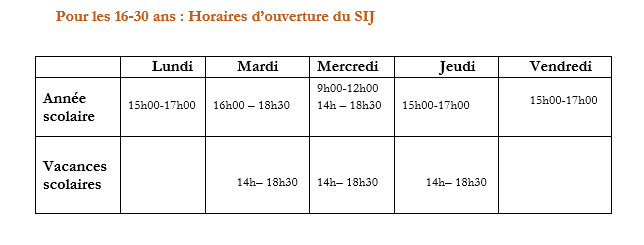 Pour les 16-30 ans : Horaires d’ouverture du SIJ
Lundi Mardi Mercredi Jeudi Vendredi
Année scolaire 15h00-17h00 16h00 – 18h30 9h00-12h00 14h – 18h30 15h00-17h00 15h00-17h00
Vacances scolaires 14h– 18h30 14h– 18h30 14h– 18h30